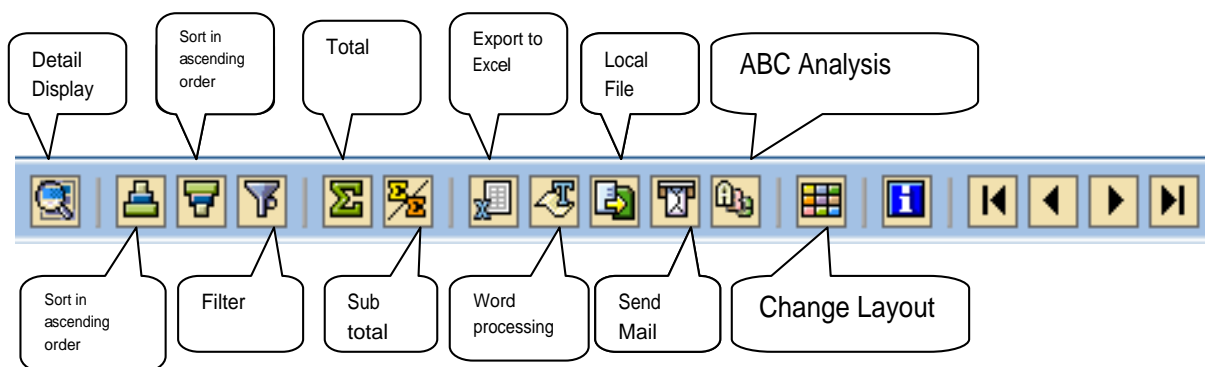 Detail
Display
Sort in
ascending
order
Total
Export to
Excel
Local
File
ABC Analysis
Sort in
ascending
order
Filter
Sub
total
Word
processing
Send
Mail
Change Layout